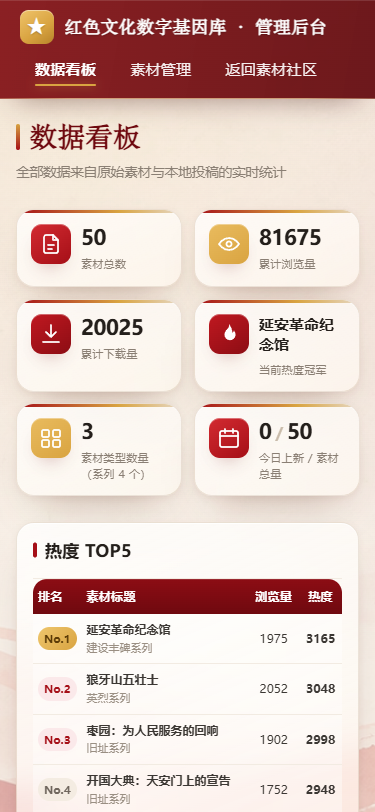 红色文化数字基因库 · 管理后台
数据看板 素材管理 返回素材社区
数据看板
全部数据来自原始素材与本地投稿的实时统计
50
素材总数
81675
累计浏览量
20025
累计下载量
延安革命纪
念馆
当前热度冠军
3
素材类型数量
(系列 4 个)
0 / 50
今日上新 / 素材
总量
热度 TOP5
排名 素材标题 浏览量 热度
No.1 延安革命纪念馆 1975 3165
建设丰碑系列
No.2 狼牙山五壮士 2052 3048
英烈系列
No.3 枣园：为人民服务的回响 1902 2998
旧址系列
No.4 开国大典：天安门上的宣告 1752 2948
旧址系列